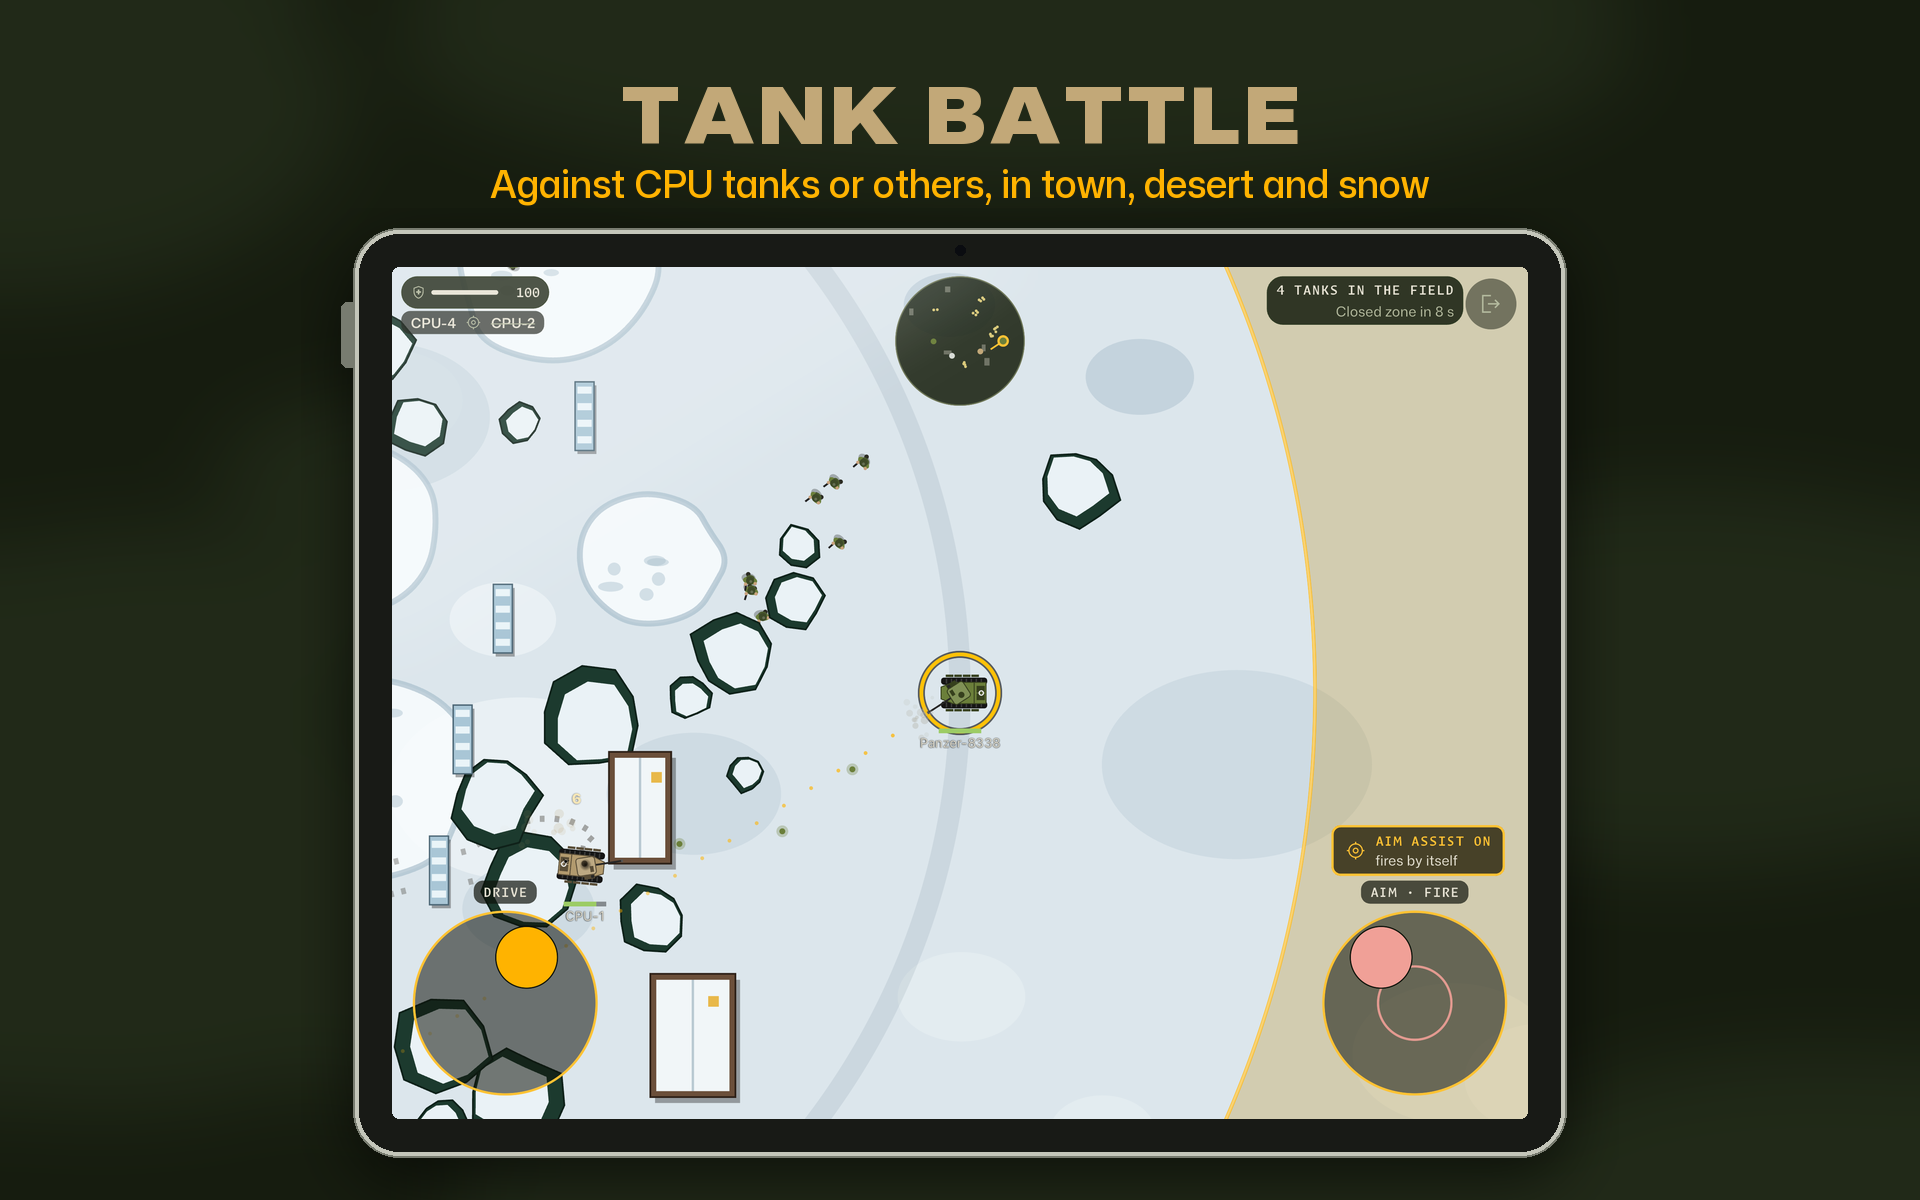 TANK BATTLE
Against CPU tanks or others, in town, desert and snow
100
CPU-4 CPU-2
4 TANKS IN THE FIELD
Closed zone in 8 s
Panzer-8338
AIM ASSIST ON
fires by itself
DRIVE
AIM · FIRE
CPU-1